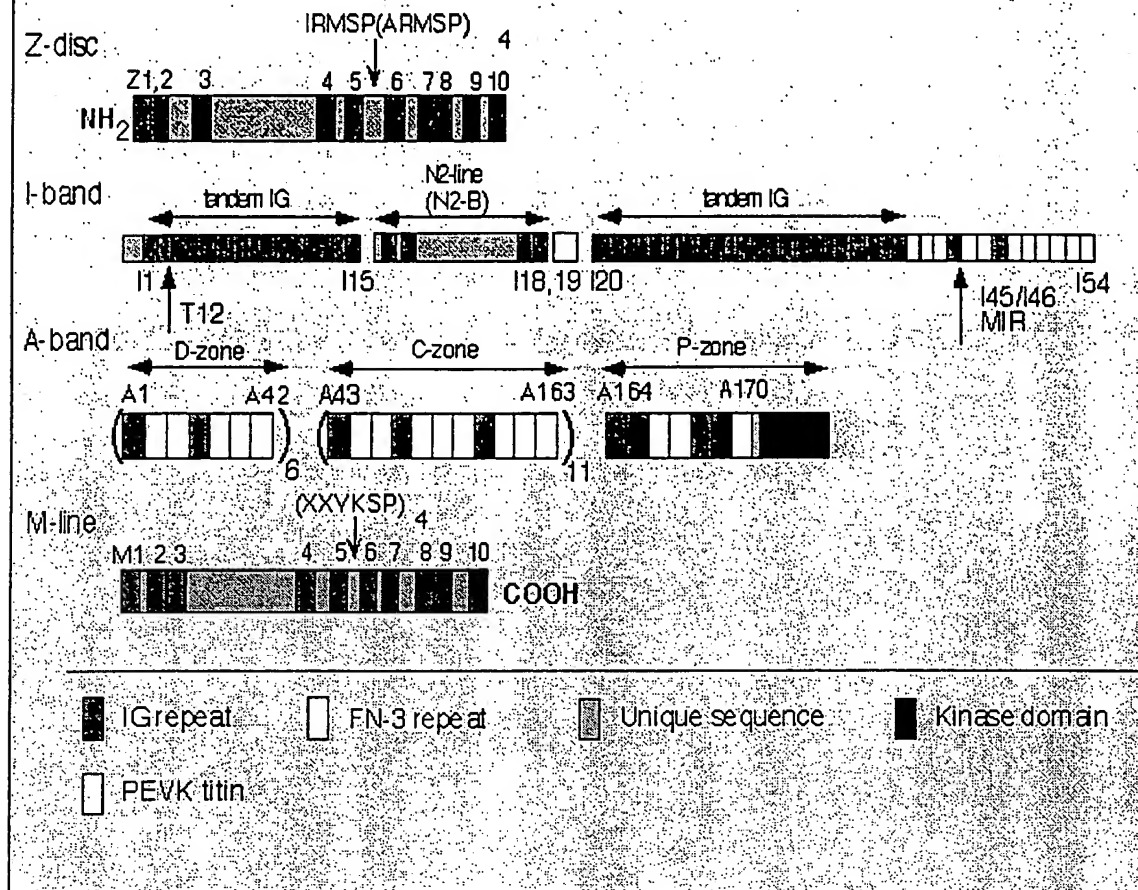 IRMSP(ARMSP)
4
Z-disc
Z1,2 3 4 5 6 7 8 9 10
NH2
I-band
tandem IG
N2-line
(N2-B)
tandem IG
I1 I15 I18,19 I20 I54
T12
I45/I46
MIR
A-band
D-zone C-zone P-zone
A1 A42 A43 A163 A164 A170
( )6 ( )11
(XXYKSP)
4
M-line
M1 2 3 4 5 6 7 8 9 10
COOH
IG repeat FN-3 repeat Unique sequence Kinase domain
PEVK titin